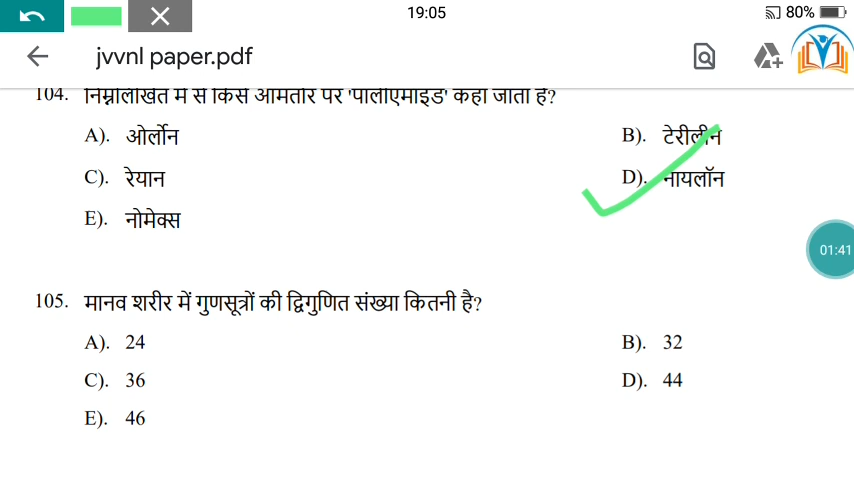 19:05
80%
jvvnl paper.pdf
104. निम्नलिखित में से किसे आमतौर पर 'पॉलीएमाइड' कहा जाता है?
A). ओर्लोन
B). टेरीलीन
C). रेयान
D). नायलॉन
E). नोमेक्स
01:41
105. मानव शरीर में गुणसूत्रों की द्विगुणित संख्या कितनी है?
A). 24
B). 32
C). 36
D). 44
E). 46